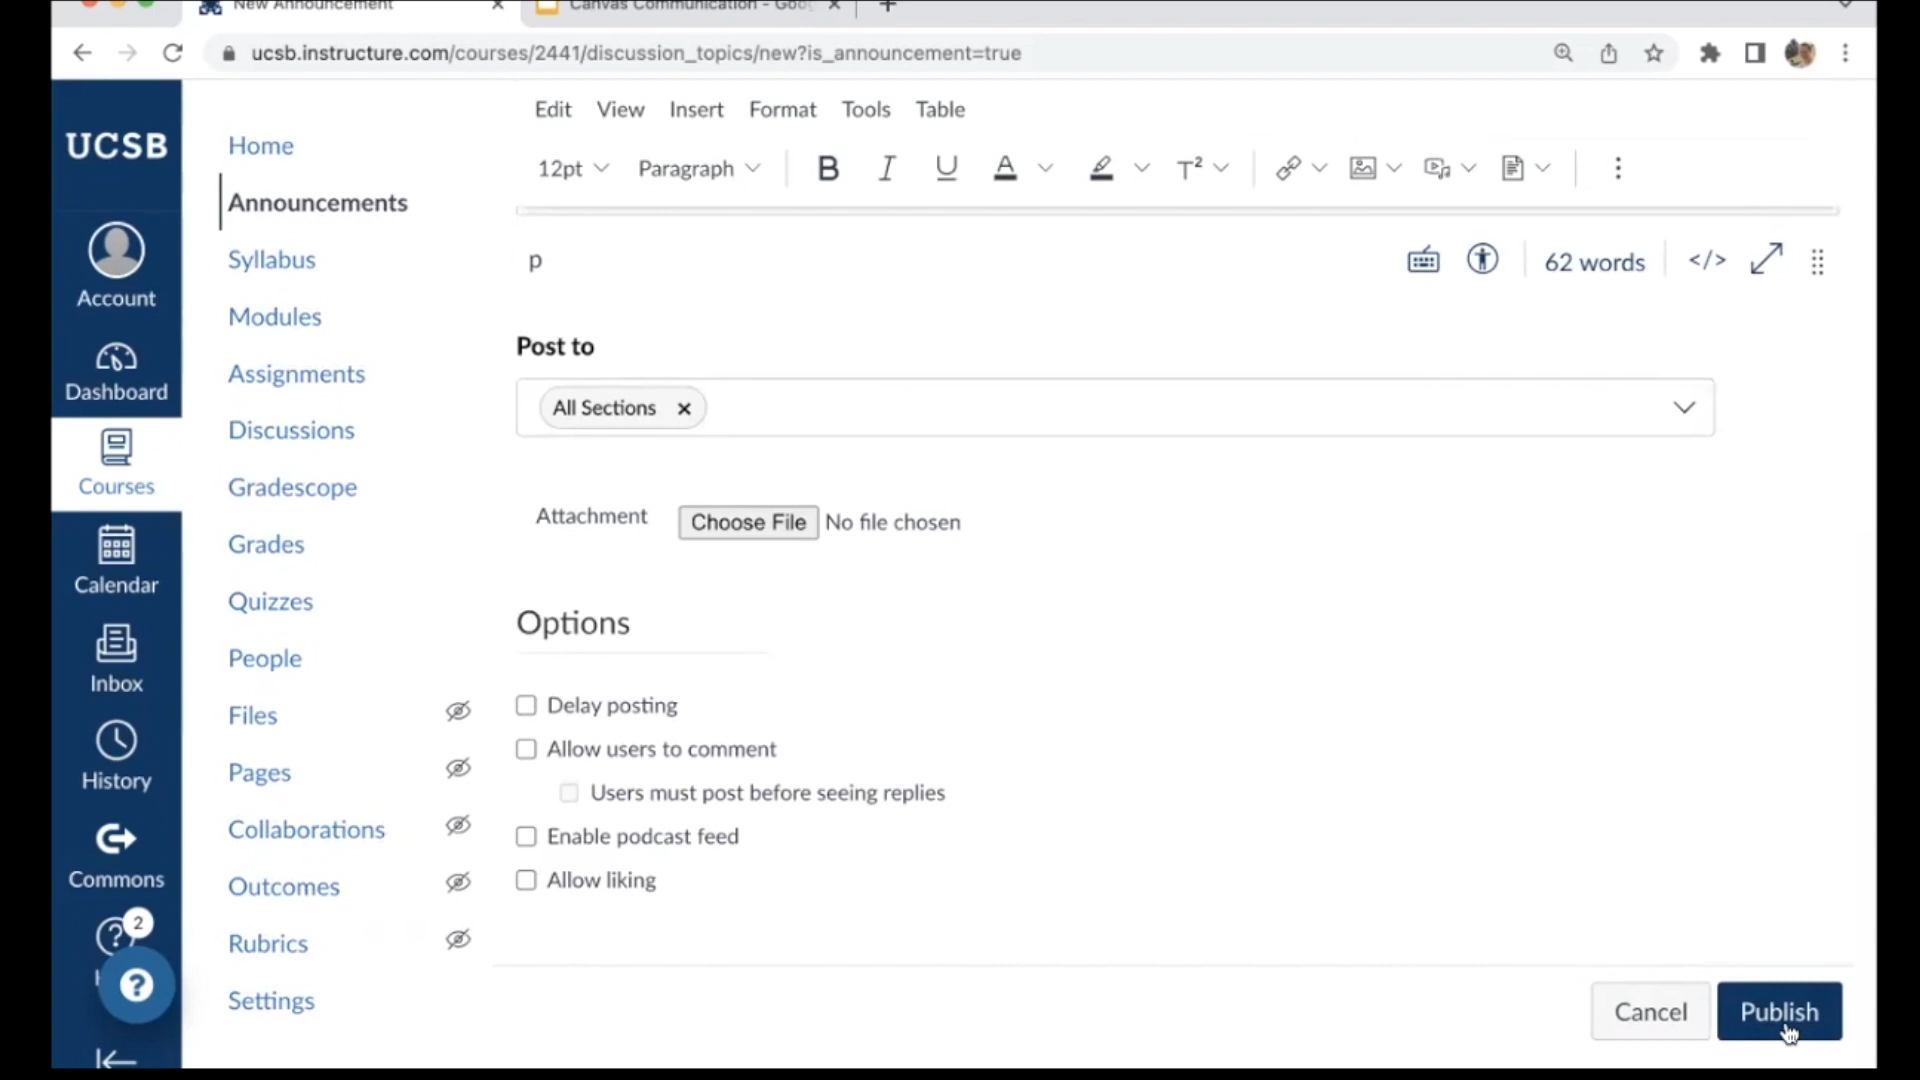 New Announcement
Canvas Communication - Goog
ucsb.instructure.com/courses/2441/discussion_topics/new?is_announcement=true
UCSB
Account
Dashboard
Courses
Calendar
Inbox
History
Commons
2
?
Home
Announcements
Syllabus
Modules
Assignments
Discussions
Gradescope
Grades
Quizzes
People
Files
Pages
Collaborations
Outcomes
Rubrics
Settings
Edit View Insert Format Tools Table
12pt Paragraph B I U A T²
p 62 words </>
Post to
All Sections
Attachment Choose File No file chosen
Options
Delay posting
Allow users to comment
Users must post before seeing replies
Enable podcast feed
Allow liking
Cancel Publish